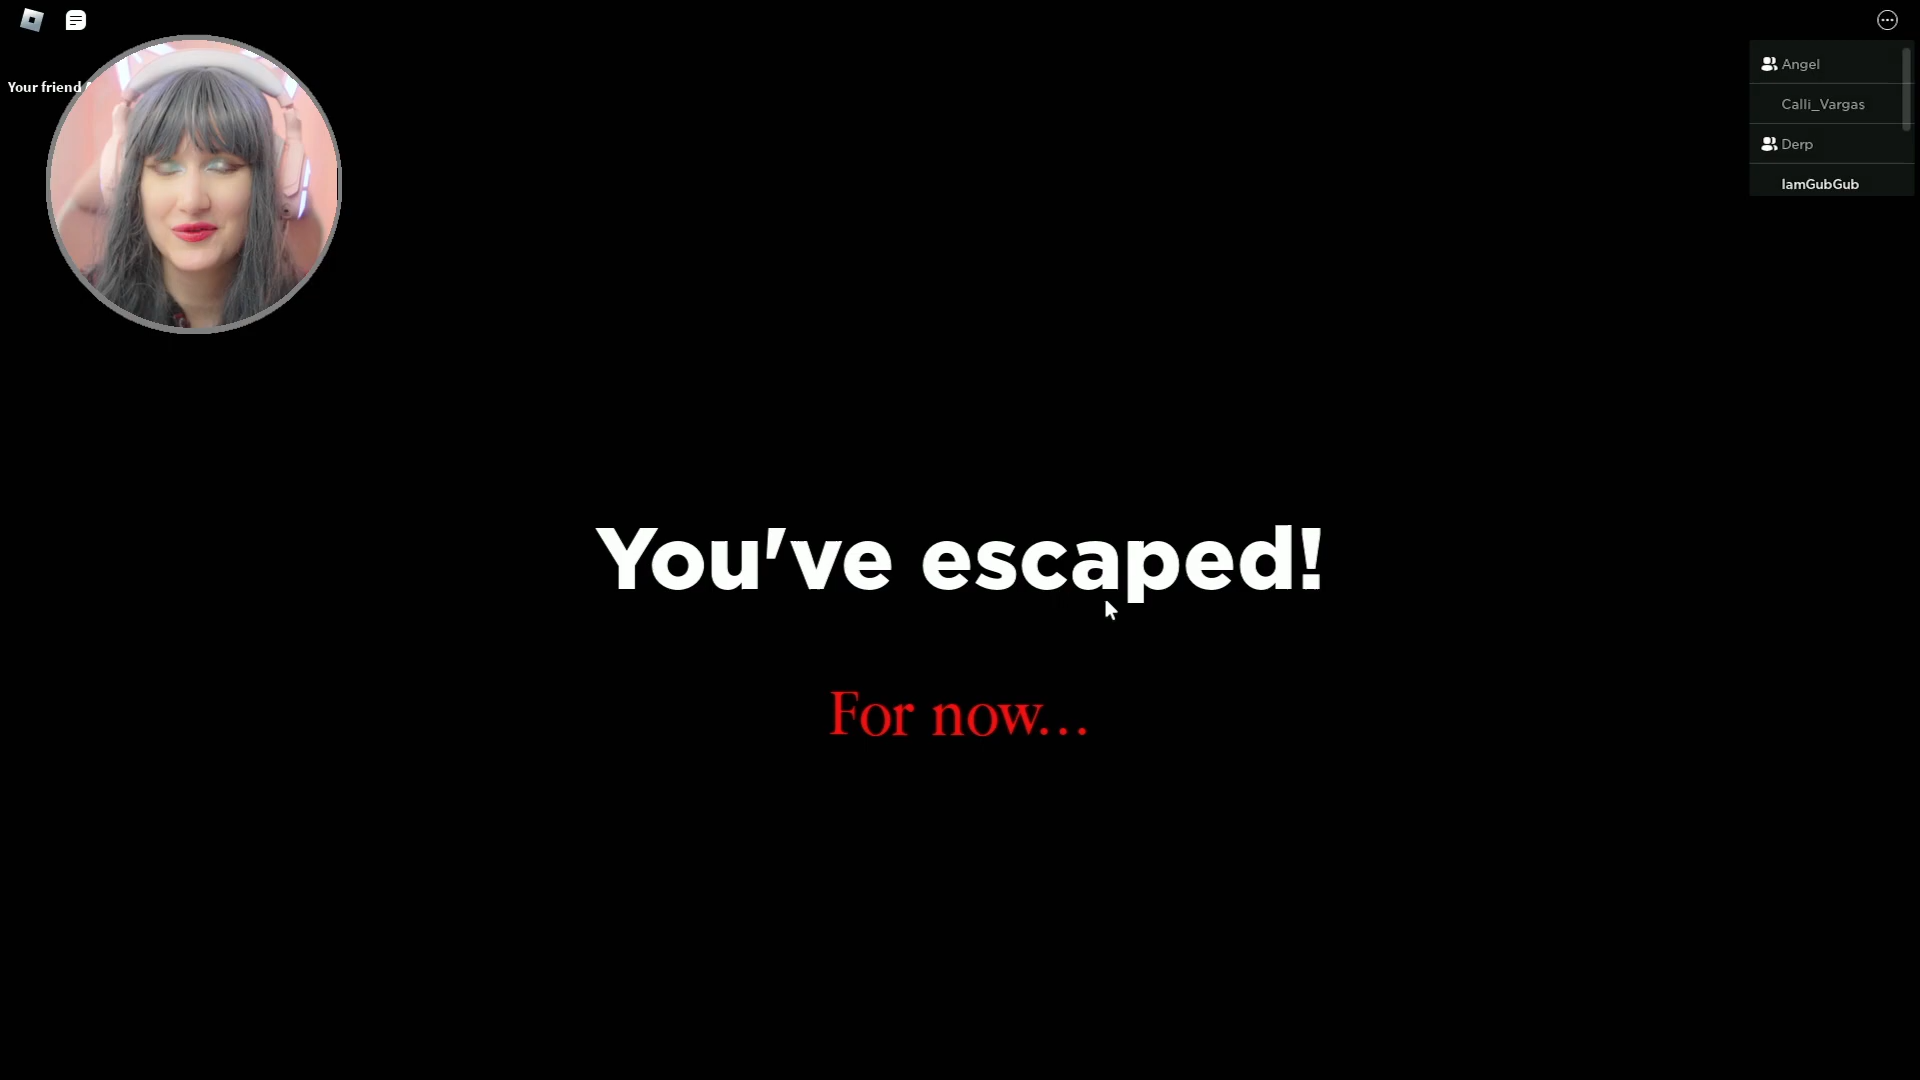 Your friend
Angel
Calli_Vargas
Derp
IamGubGub
You've escaped!
For now...